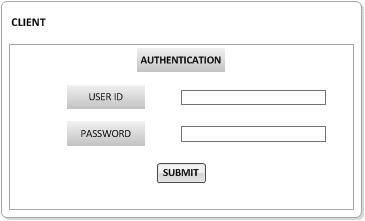 CLIENT
AUTHENTICATION
USER ID
PASSWORD
SUBMIT